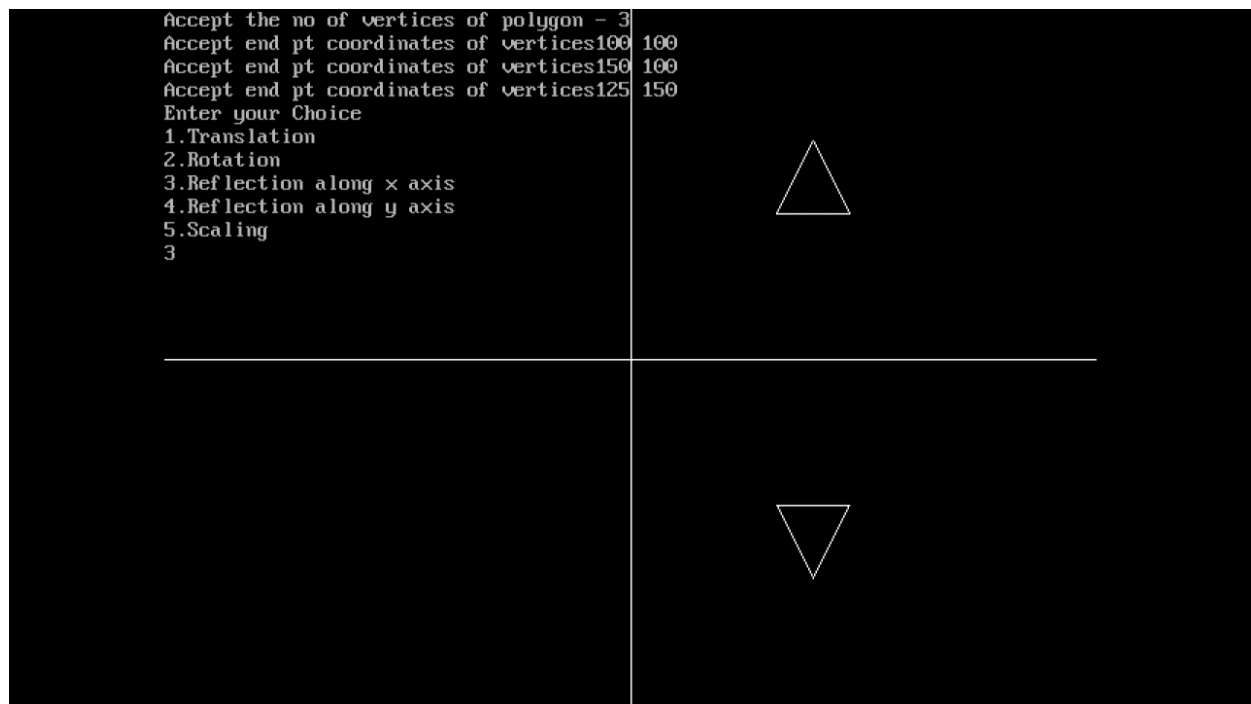 Accept the no of vertices of polygon - 3
Accept end pt coordinates of vertices100 100
Accept end pt coordinates of vertices150 100
Accept end pt coordinates of vertices125 150
Enter your Choice
1.Translation
2.Rotation
3.Reflection along x axis
4.Reflection along y axis
5.Scaling
3